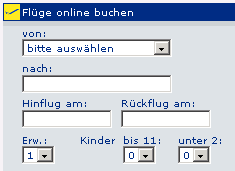 Flüge online buchen
von:
bitte auswählen
nach:
Hinflug am: Rückflug am:
Erw.: Kinder bis 11: unter 2:
1 0 0